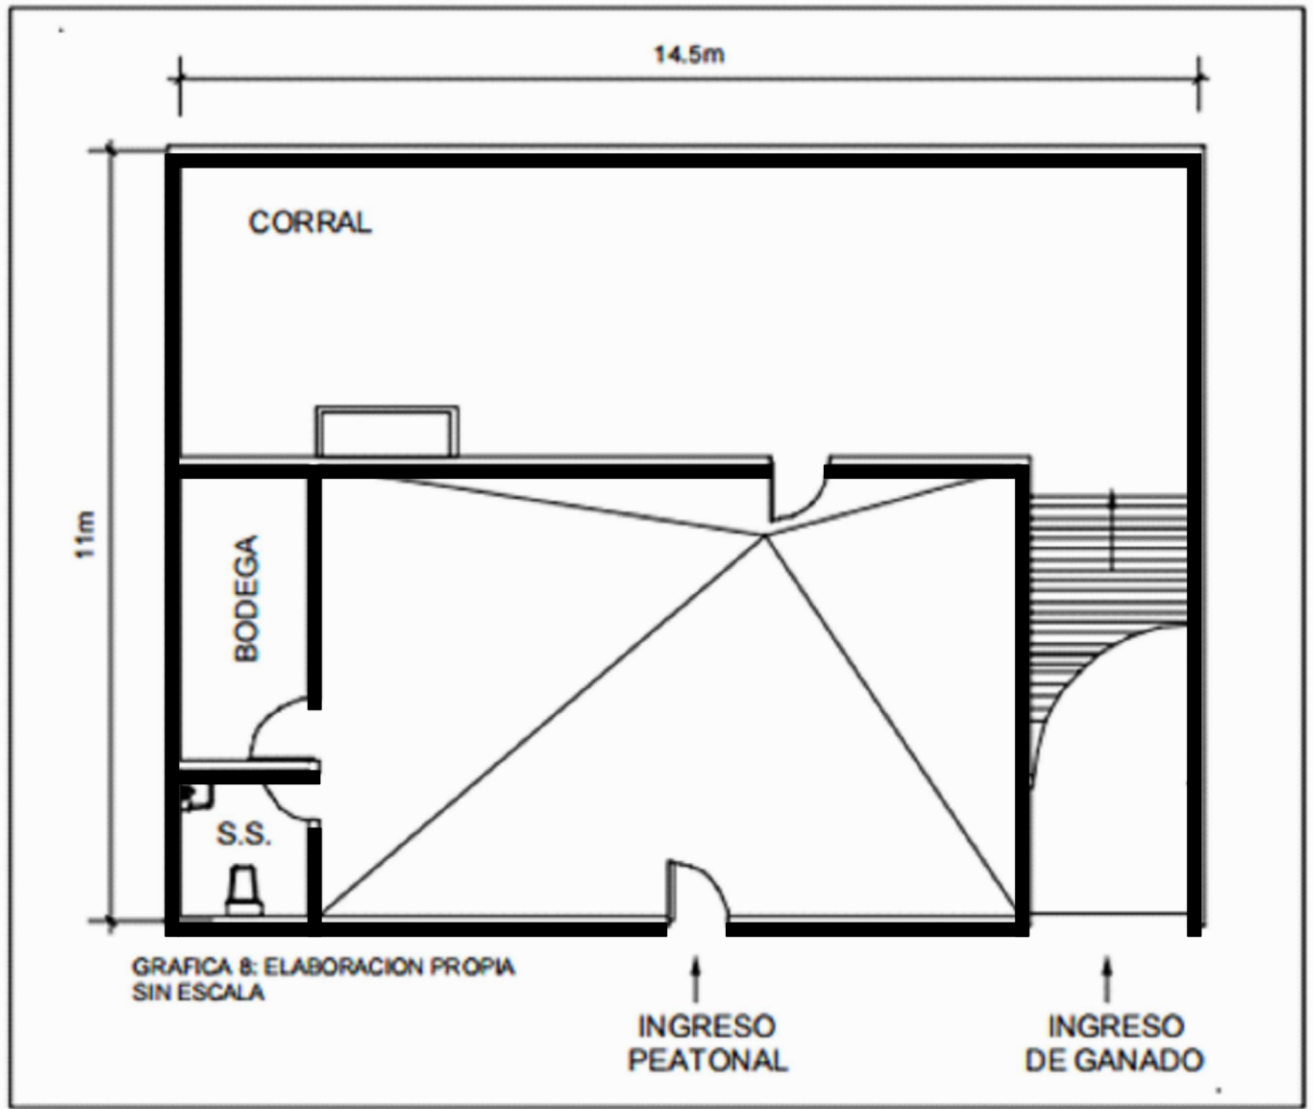 14.5m
CORRAL
11m
BODEGA
S.S.
GRAFICA 8: ELABORACION PROPIA
SIN ESCALA
INGRESO
PEATONAL
INGRESO
DE GANADO